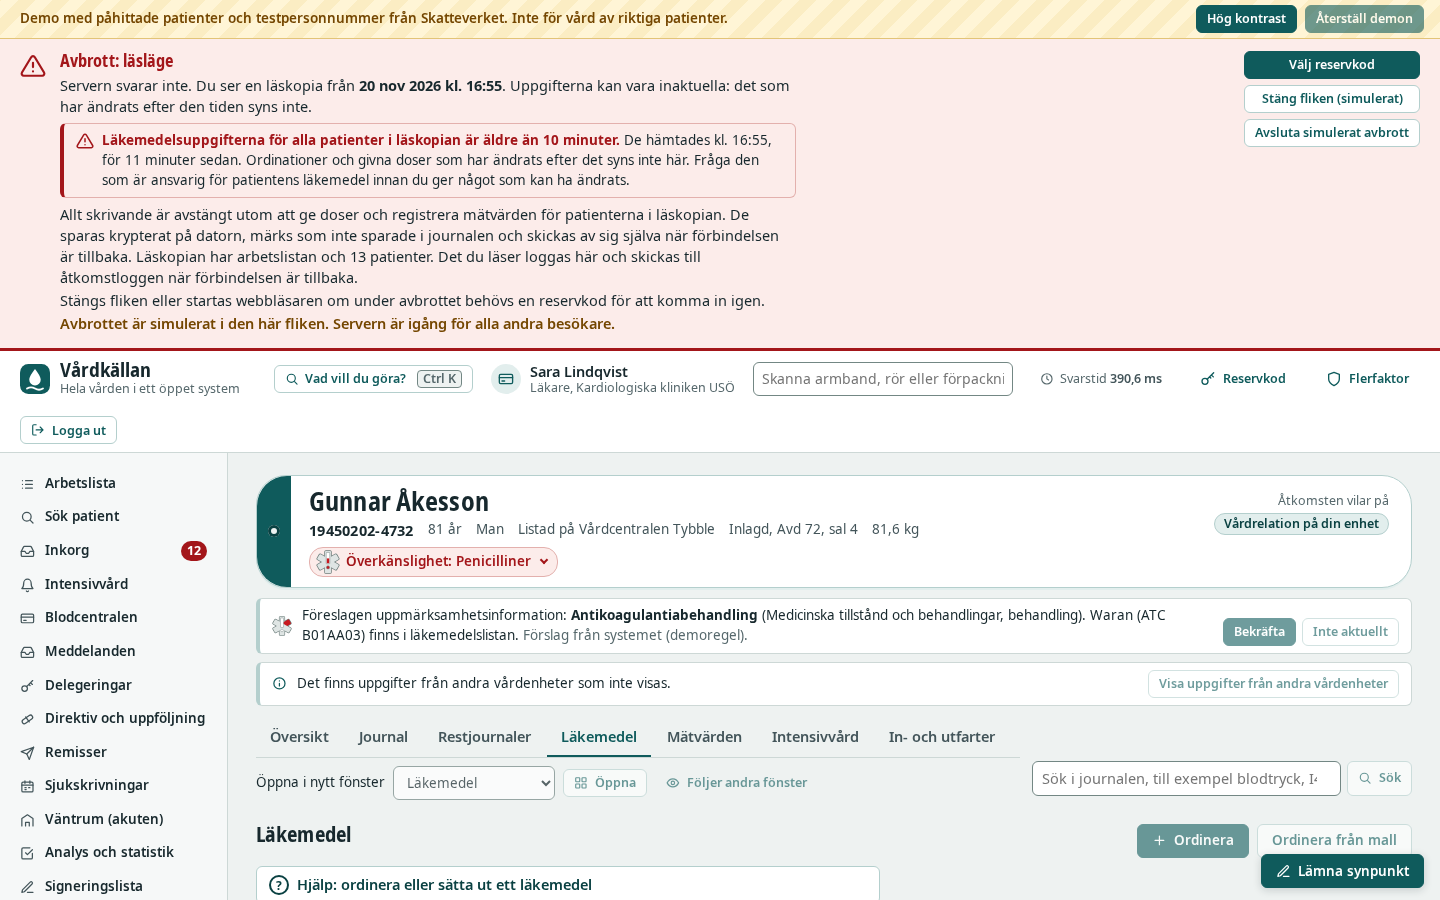 Demo med påhittade patienter och testpersonnummer från Skatteverket. Inte för vård av riktiga patienter.
Hög kontrast
Återställ demon
Avbrott: läsläge
Servern svarar inte. Du ser en läskopia från 20 nov 2026 kl. 16:55. Uppgifterna kan vara inaktuella: det som
har ändrats efter den tiden syns inte.
Välj reservkod
Stäng fliken (simulerat)
Avsluta simulerat avbrott
Läkemedelsuppgifterna för alla patienter i läskopian är äldre än 10 minuter. De hämtades kl. 16:55,
för 11 minuter sedan. Ordinationer och givna doser som har ändrats efter det syns inte här. Fråga den
som är ansvarig för patientens läkemedel innan du ger något som kan ha ändrats.
Allt skrivande är avstängt utom att ge doser och registrera mätvärden för patienterna i läskopian. De
sparas krypterat på datorn, märks som inte sparade i journalen och skickas av sig själva när förbindelsen
är tillbaka. Läskopian har arbetslistan och 13 patienter. Det du läser loggas här och skickas till
åtkomstloggen när förbindelsen är tillbaka.
Stängs fliken eller startas webbläsaren om under avbrottet behövs en reservkod för att komma in igen.
Avbrottet är simulerat i den här fliken. Servern är igång för alla andra besökare.
Vårdkällan
Hela vården i ett öppet system
Vad vill du göra? Ctrl K
Sara Lindqvist
Läkare, Kardiologiska kliniken USÖ
Skanna armband, rör eller förpackni
Svarstid 390,6 ms
Reservkod
Flerfaktor
Logga ut
Arbetslista
Sök patient
Inkorg 12
Intensivvård
Blodcentralen
Meddelanden
Delegeringar
Direktiv och uppföljning
Remisser
Sjukskrivningar
Väntrum (akuten)
Analys och statistik
Signeringslista
Gunnar Åkesson
19450202-4732 81 år Man Listad på Vårdcentralen Tybble Inlagd, Avd 72, sal 4 81,6 kg
Överkänslighet: Penicilliner
Åtkomsten vilar på
Vårdrelation på din enhet
Föreslagen uppmärksamhetsinformation: Antikoagulantiabehandling (Medicinska tillstånd och behandlingar, behandling). Waran (ATC
B01AA03) finns i läkemedelslistan. Förslag från systemet (demoregel).
Bekräfta
Inte aktuellt
Det finns uppgifter från andra vårdenheter som inte visas.
Visa uppgifter från andra vårdenheter
Översikt Journal Restjournaler Läkemedel Mätvärden Intensivvård In- och utfarter
Öppna i nytt fönster Läkemedel Öppna Följer andra fönster
Sök i journalen, till exempel blodtryck, I4
Sök
Läkemedel
Ordinera
Ordinera från mall
Hjälp: ordinera eller sätta ut ett läkemedel
Lämna synpunkt